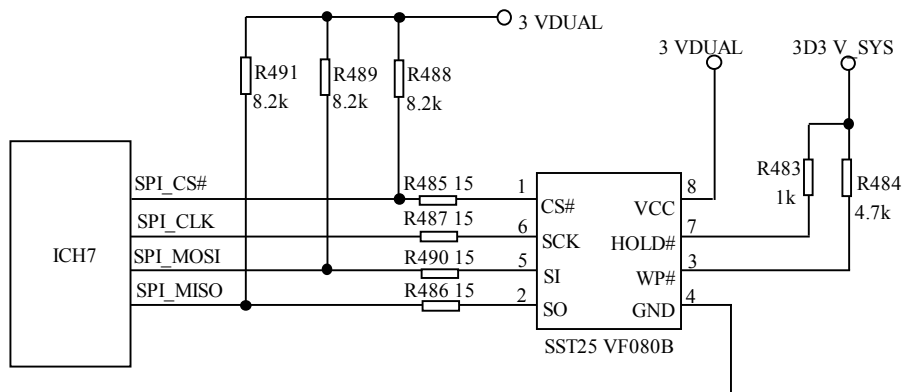 3 VDUAL
3 VDUAL
3D3 V_SYS
R491
8.2k
R489
8.2k
R488
8.2k
R483
1k
R484
4.7k
ICH7
SPI_CS#
R485 15
1
CS#
VCC
8
SPI_CLK
R487 15
6
SCK
HOLD#
7
SPI_MOSI
R490 15
5
SI
WP#
3
SPI_MISO
R486 15
2
SO
GND
4
SST25 VF080B